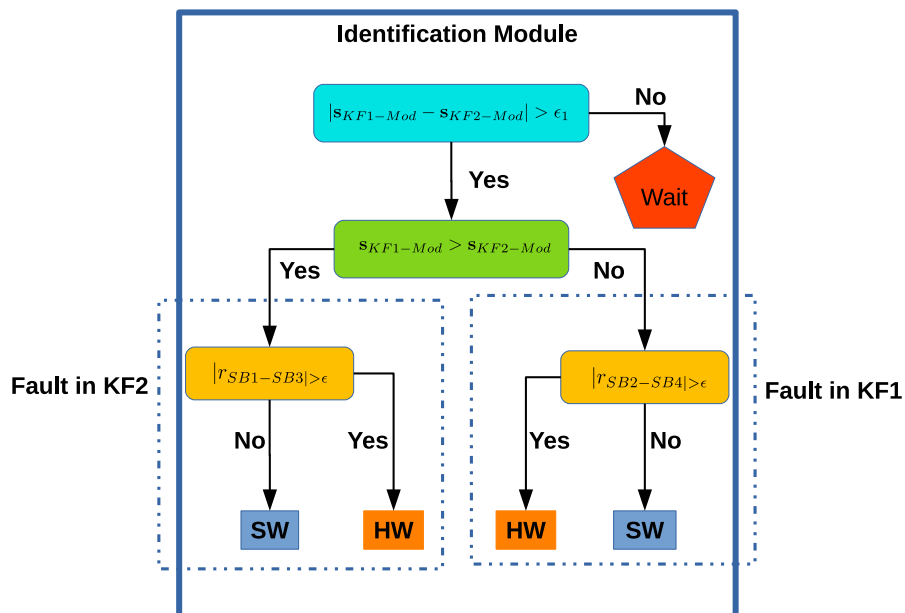 Identification Module
|s_{KF1−Mod} − s_{KF2−Mod}| > ϵ_1
No
Wait
Yes
s_{KF1−Mod} > s_{KF2−Mod}
Yes
No
Fault in KF2
|r_{SB1−SB3|>ϵ}
|r_{SB2−SB4|>ϵ}
Fault in KF1
No
Yes
Yes
No
SW
HW
HW
SW